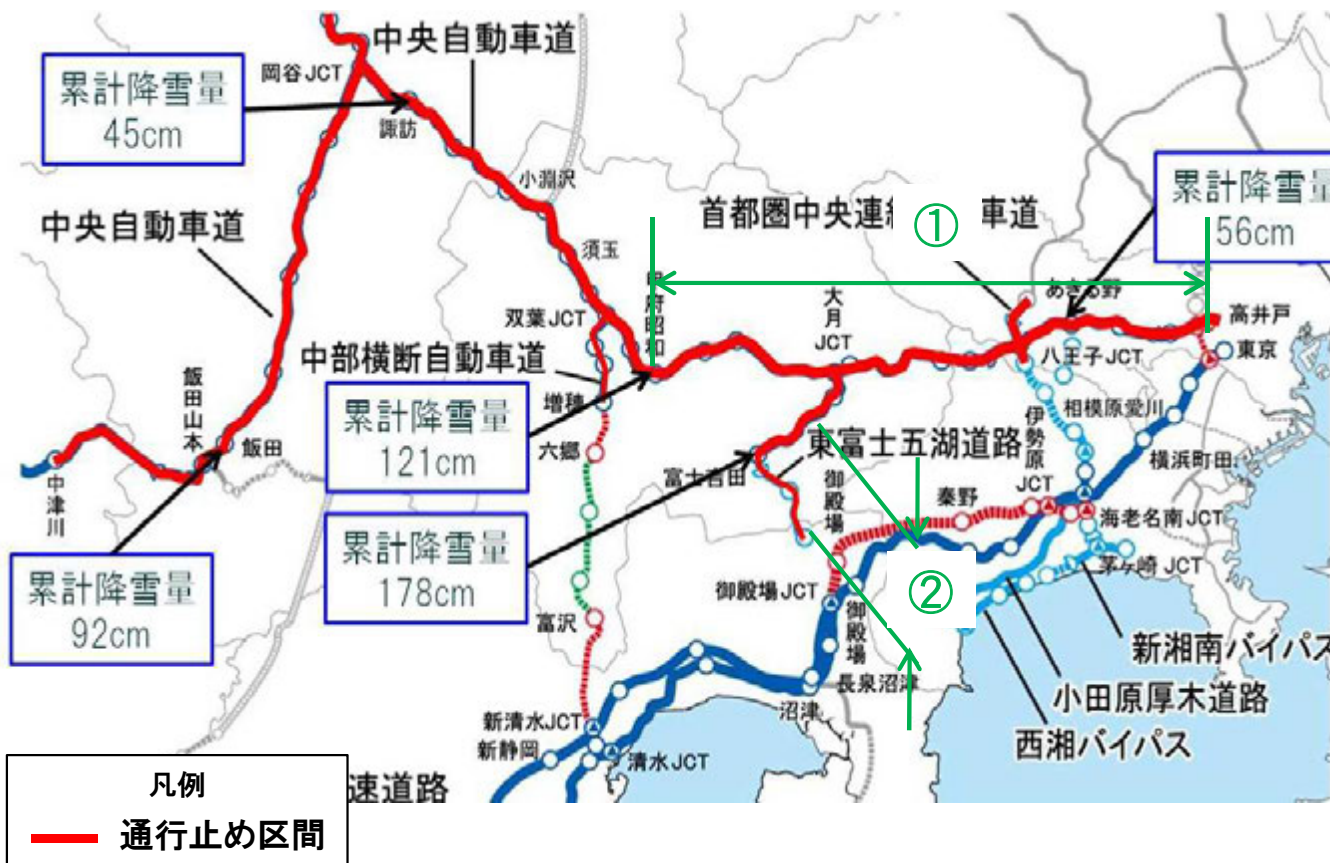 中央自動車道
岡谷JCT
累計降雪量
45cm
諏訪
小淵沢
中央自動車道
須玉
首都圏中央連
車道
①
累計降雪量
56cm
双葉JCT
甲府昭和
大月
JCT
あきる野
高井戸
東京
八王子JCT
中部横断自動車道
飯田山本
飯田
中津川
増穂
六郷
累計降雪量
121cm
相模原愛川
伊勢原
JCT
横浜町田
東富士五湖道路
富士吉田
御殿場
秦野
海老名南JCT
茅ヶ崎JCT
累計降雪量
92cm
累計降雪量
178cm
②
御殿場JCT
御殿場
富沢
長泉沼津
沼津
新湘南バイパス
小田原厚木道路
西湘バイパス
新清水JCT
新静岡
清水JCT
速道路
凡例
通行止め区間